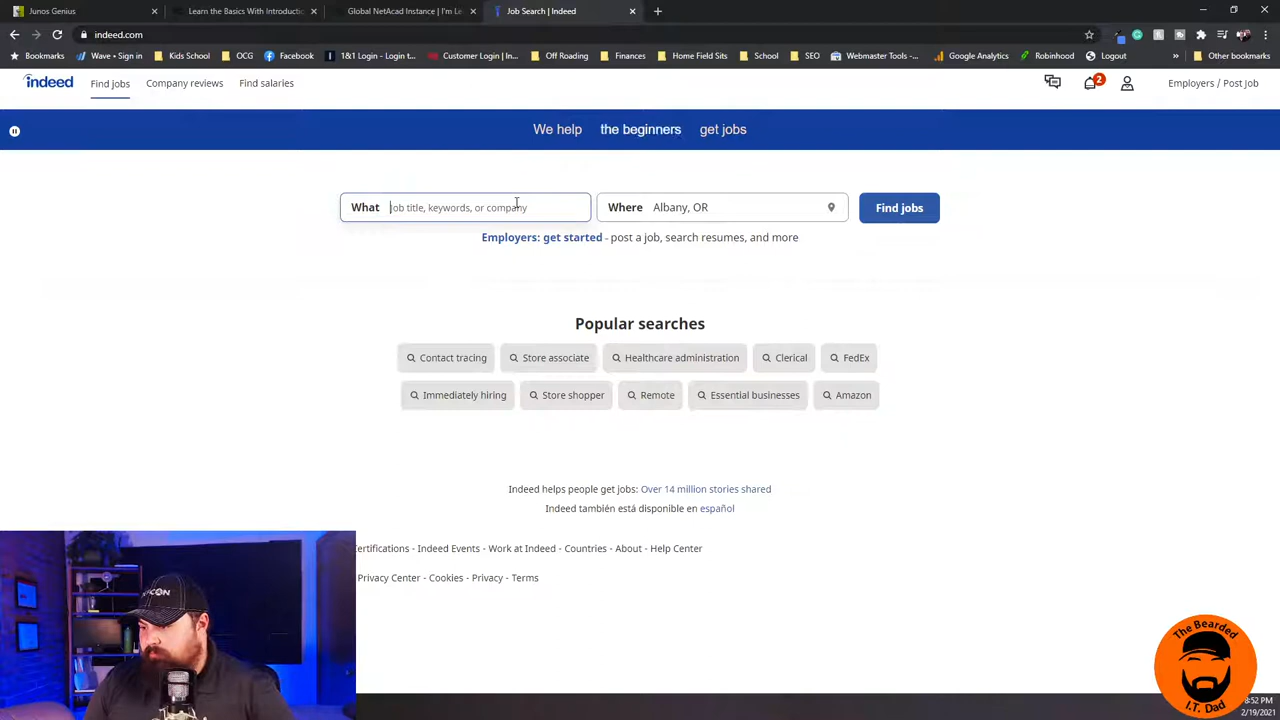 Junos Genius
Learn the Basics With Introductic
Global NetAcad Instance | I'm Le
Job Search | Indeed
indeed.com
Bookmarks
Wave - Sign in
Kids School
OCG
Facebook
1&1 Login - Login t...
Customer Login | In...
Off Roading
Finances
Home Field Sits
School
SEO
Webmaster Tools -...
Google Analytics
Robinhood
Logout
»
Other bookmarks
indeed
Find jobs
Company reviews
Find salaries
2
Employers / Post Job
We help the beginners get jobs
What
Job title, keywords, or company
Where
Albany, OR
Find jobs
Employers: get started - post a job, search resumes, and more
Popular searches
Contact tracing
Store associate
Healthcare administration
Clerical
FedEx
Immediately hiring
Store shopper
Remote
Essential businesses
Amazon
Indeed helps people get jobs: Over 14 million stories shared
Indeed también está disponible en español
- Indeed Events - Work at Indeed - Countries - About - Help Center
Privacy Center - Cookies - Privacy - Terms
The Bearded
I.T. Dad
8:52 PM
2/19/2021